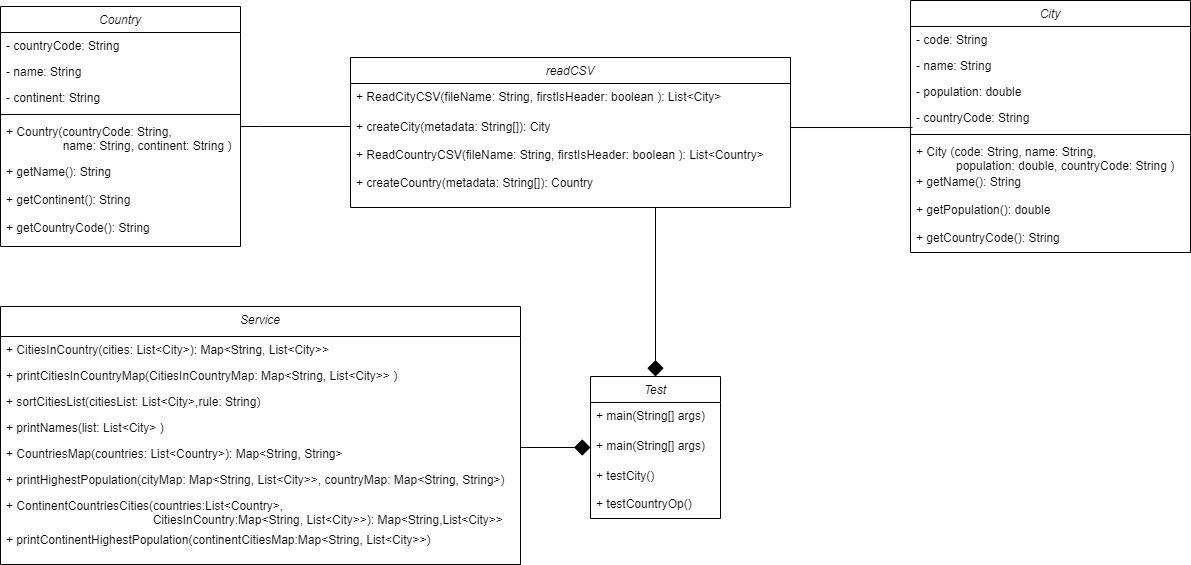 Country
- countryCode: String
- name: String
- continent: String
+ Country(countryCode: String,
name: String, continent: String )
+ getName(): String
+ getContinent(): String
+ getCountryCode(): String
readCSV
+ ReadCityCSV(fileName: String, firstIsHeader: boolean ): List<City>
+ createCity(metadata: String[]): City
+ ReadCountryCSV(fileName: String, firstIsHeader: boolean ): List<Country>
+ createCountry(metadata: String[]): Country
City
- code: String
- name: String
- population: double
- countryCode: String
+ City (code: String, name: String,
population: double, countryCode: String )
+ getName(): String
+ getPopulation(): double
+ getCountryCode(): String
Service
+ CitiesInCountry(cities: List<City>): Map<String, List<City>>
+ printCitiesInCountryMap(CitiesInCountryMap: Map<String, List<City>> )
+ sortCitiesList(citiesList: List<City>,rule: String)
+ printNames(list: List<City> )
+ CountriesMap(countries: List<Country>): Map<String, String>
+ printHighestPopulation(cityMap: Map<String, List<City>>, countryMap: Map<String, String>)
+ ContinentCountriesCities(countries:List<Country>,
CitiesInCountry:Map<String, List<City>>): Map<String,List<City>>
+ printContinentHighestPopulation(continentCitiesMap:Map<String, List<City>>)
Test
+ main(String[] args)
+ main(String[] args)
+ testCity()
+ testCountryOp()